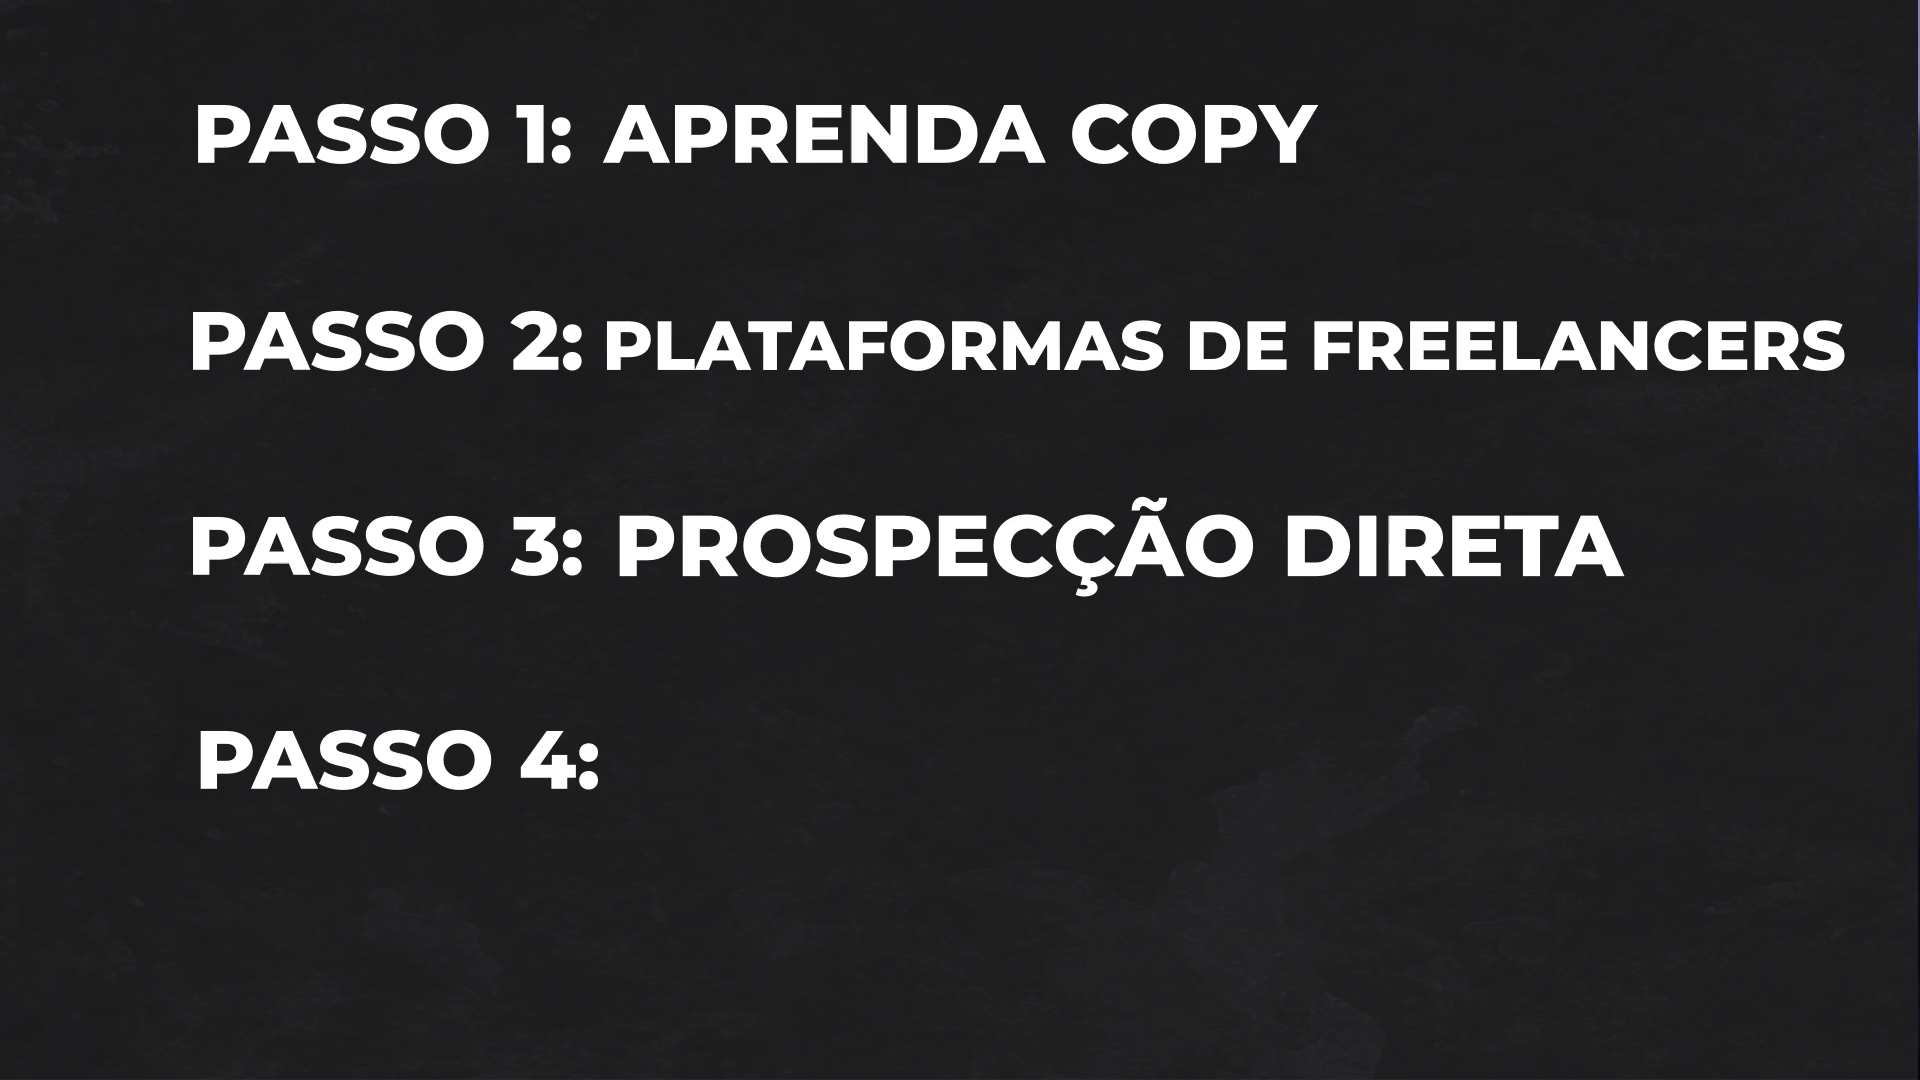 PASSO 1: APRENDA COPY
PASSO 2: PLATAFORMAS DE FREELANCERS
PASSO 3: PROSPECÇÃO DIRETA
PASSO 4: